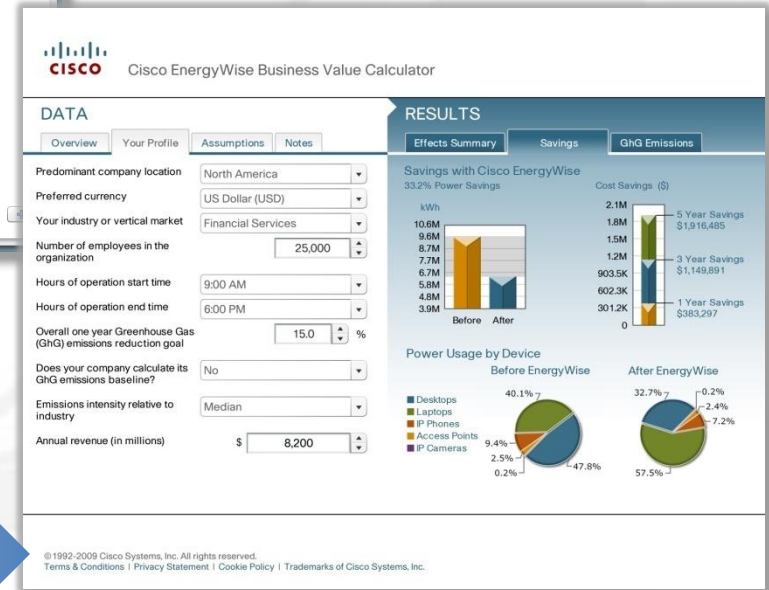 CISCO
Cisco EnergyWise Business Value Calculator
DATA
Overview
Your Profile
Assumptions
Notes
Predominant company location
North America
Preferred currency
US Dollar (USD)
Your industry or vertical market
Financial Services
Number of employees in the
organization
25,000
Hours of operation start time
9:00 AM
Hours of operation end time
6:00 PM
Overall one year Greenhouse Gas
(GhG) emissions reduction goal
15.0 %
Does your company calculate its
GhG emissions baseline?
No
Emissions intensity relative to
industry
Median
Annual revenue (in millions)
$ 8,200
RESULTS
Effects Summary
Savings
GhG Emissions
Savings with Cisco EnergyWise
33.2% Power Savings
kWh
10.6M
9.6M
8.7M
7.7M
6.7M
5.8M
4.8M
3.9M
Before After
Cost Savings ($)
2.1M
1.8M
1.5M
1.2M
903.5K
602.3K
301.2K
0
5 Year Savings
$1,916,485
3 Year Savings
$1,149,891
1 Year Savings
$383,297
Power Usage by Device
Desktops
Laptops
IP Phones
Access Points
IP Cameras
Before EnergyWise
40.1%
9.4%
2.5%
0.2%
47.8%
After EnergyWise
32.7%
0.2%
2.4%
7.2%
57.5%
©1992-2009 Cisco Systems, Inc. All rights reserved.
Terms & Conditions | Privacy Statement | Cookie Policy | Trademarks of Cisco Systems, Inc.